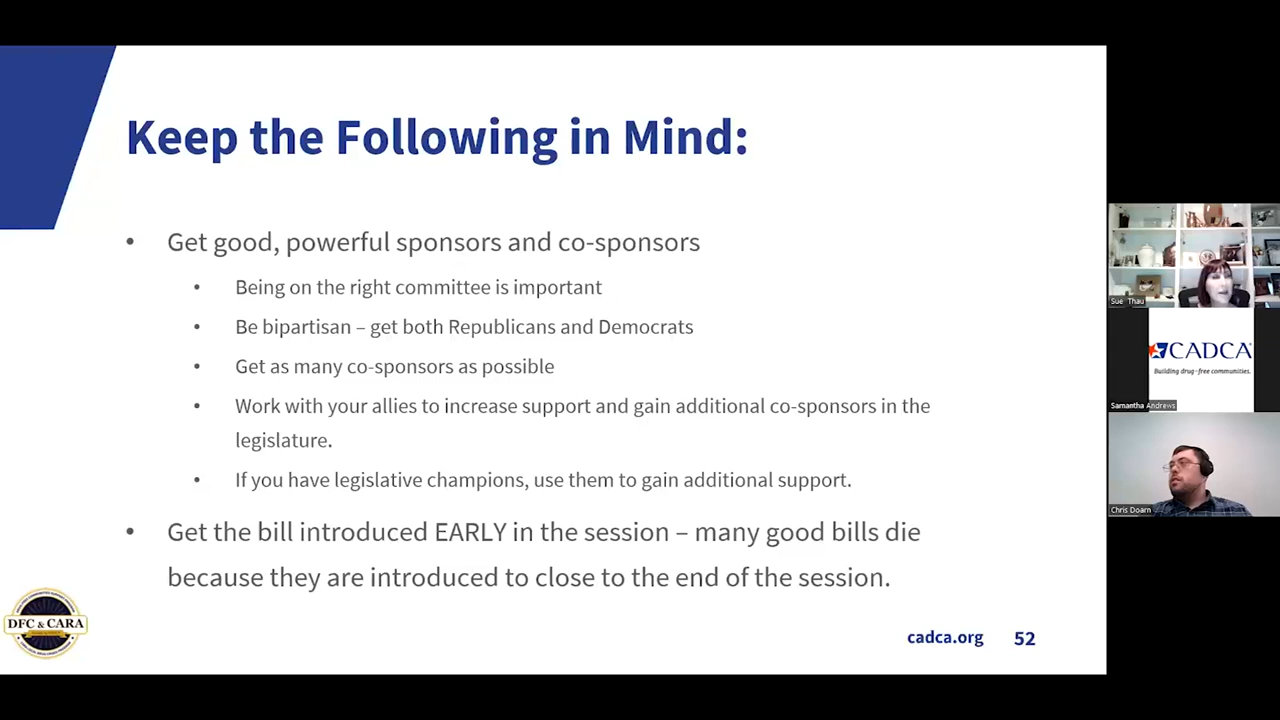 Keep the Following in Mind:
• Get good, powerful sponsors and co-sponsors
• Being on the right committee is important
• Be bipartisan – get both Republicans and Democrats
• Get as many co-sponsors as possible
• Work with your allies to increase support and gain additional co-sponsors in the
legislature.
• If you have legislative champions, use them to gain additional support.
• Get the bill introduced EARLY in the session – many good bills die
because they are introduced to close to the end of the session.
DFC & CARA
cadca.org 52
Sue Thau
CADCA
Building drug-free communities.
Samantha Andrews
Chris Doarn